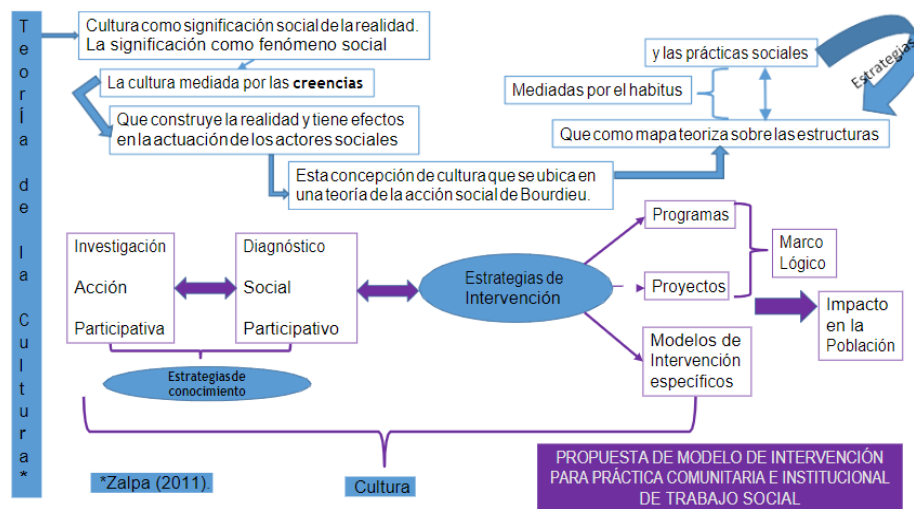 Teoría de la Cultura*
Cultura como significación social de la realidad.
La significación como fenómeno social
La cultura mediada por las creencias
Que construye la realidad y tiene efectos
en la actuación de los actores sociales
Esta concepción de cultura que se ubica en
una teoría de la acción social de Bourdieu.
y las prácticas sociales
Mediadas por el habitus
Que como mapa teoriza sobre las estructuras
Estrategias
Investigación
Acción
Participativa
Diagnóstico
Social
Participativo
Estrategias de
conocimiento
Estrategias de
Intervención
Programas
Proyectos
Modelos de
Intervención
específicos
Marco
Lógico
Impacto
en la
Población
*Zalpa (2011).
Cultura
PROPUESTA DE MODELO DE INTERVENCIÓN
PARA PRÁCTICA COMUNITARIA E INSTITUCIONAL
DE TRABAJO SOCIAL